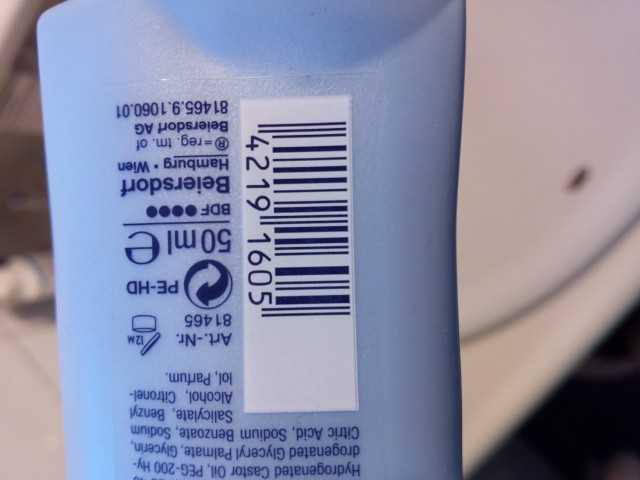 Hydrogenated Castor Oil, PEG-200 Hy-
drogenated Glyceryl Palmate, Glycerin,
Citric Acid, Sodium Benzoate, Sodium
Salicylate, Benzyl
Alcohol, Citronel-
lol, Parfum.
Art.-Nr.
81465
12M
PE-HD
50 ml e
BDF
Beiersdorf
Hamburg • Wien
® = reg. tm. of
Beiersdorf AG
81465.9.1060.01
4219 1605